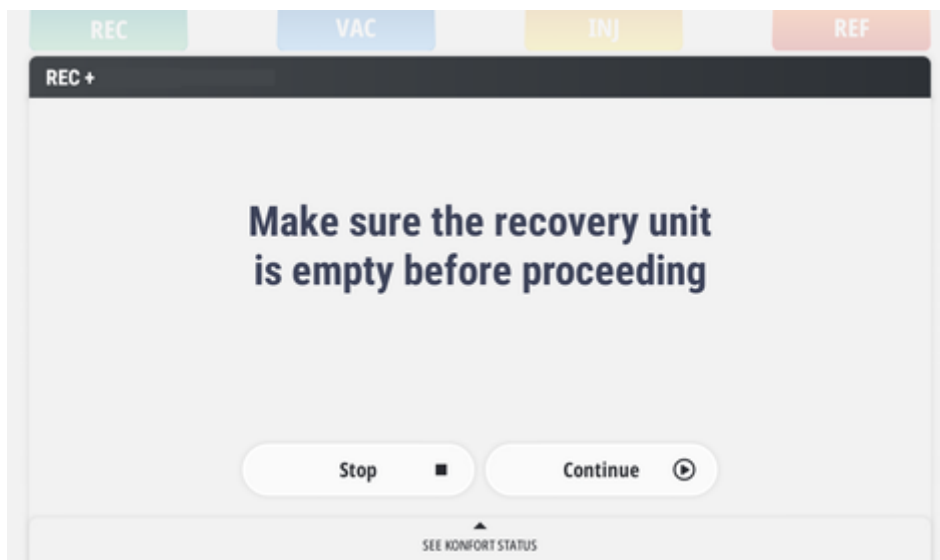 REC VAC INJ REF
REC +
Make sure the recovery unit
is empty before proceeding
Stop Continue
SEE KONFORT STATUS